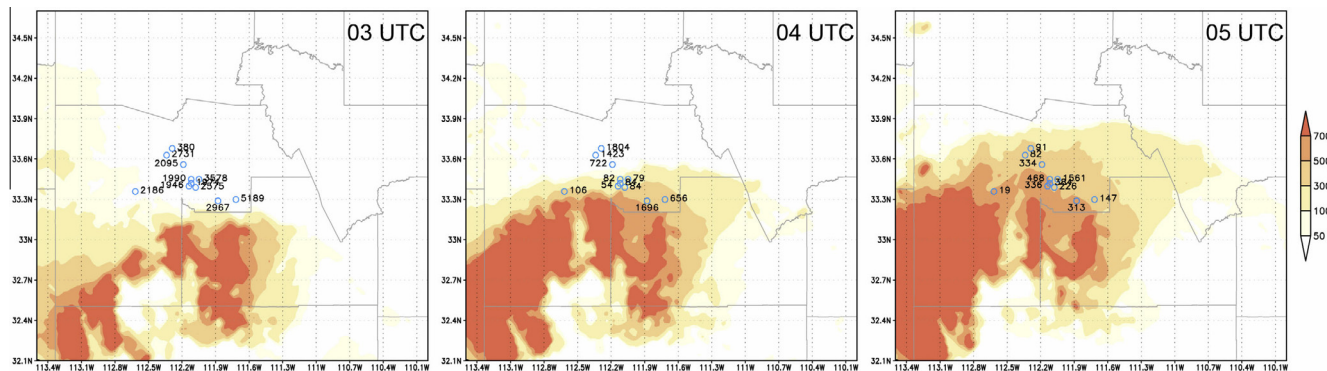 03 UTC
04 UTC
05 UTC
34.5N
34.2N
33.9N
33.6N
33.3N
33N
32.7N
32.4N
32.1N
113.4W 113.1W 112.8W 112.5W 112.2W 111.9W 111.6W 111.3W 111W 110.7W 110.4W 110.1W
380
2731
2095
1990 3578
1946
2375
2186
5189
2967
34.5N
34.2N
33.9N
33.6N
33.3N
33N
32.7N
32.4N
32.1N
113.4W 113.1W 112.8W 112.5W 112.2W 111.9W 111.6W 111.3W 111W 110.7W 110.4W 110.1W
1804
1423
722
82 79
54 84
106
656
1696
34.5N
34.2N
33.9N
33.6N
33.3N
33N
32.7N
32.4N
32.1N
113.4W 113.1W 112.8W 112.5W 112.2W 111.9W 111.6W 111.3W 111W 110.7W 110.4W 110.1W
91
82
334
468 1561
336
226
19
147
313
700
500
300
100
50